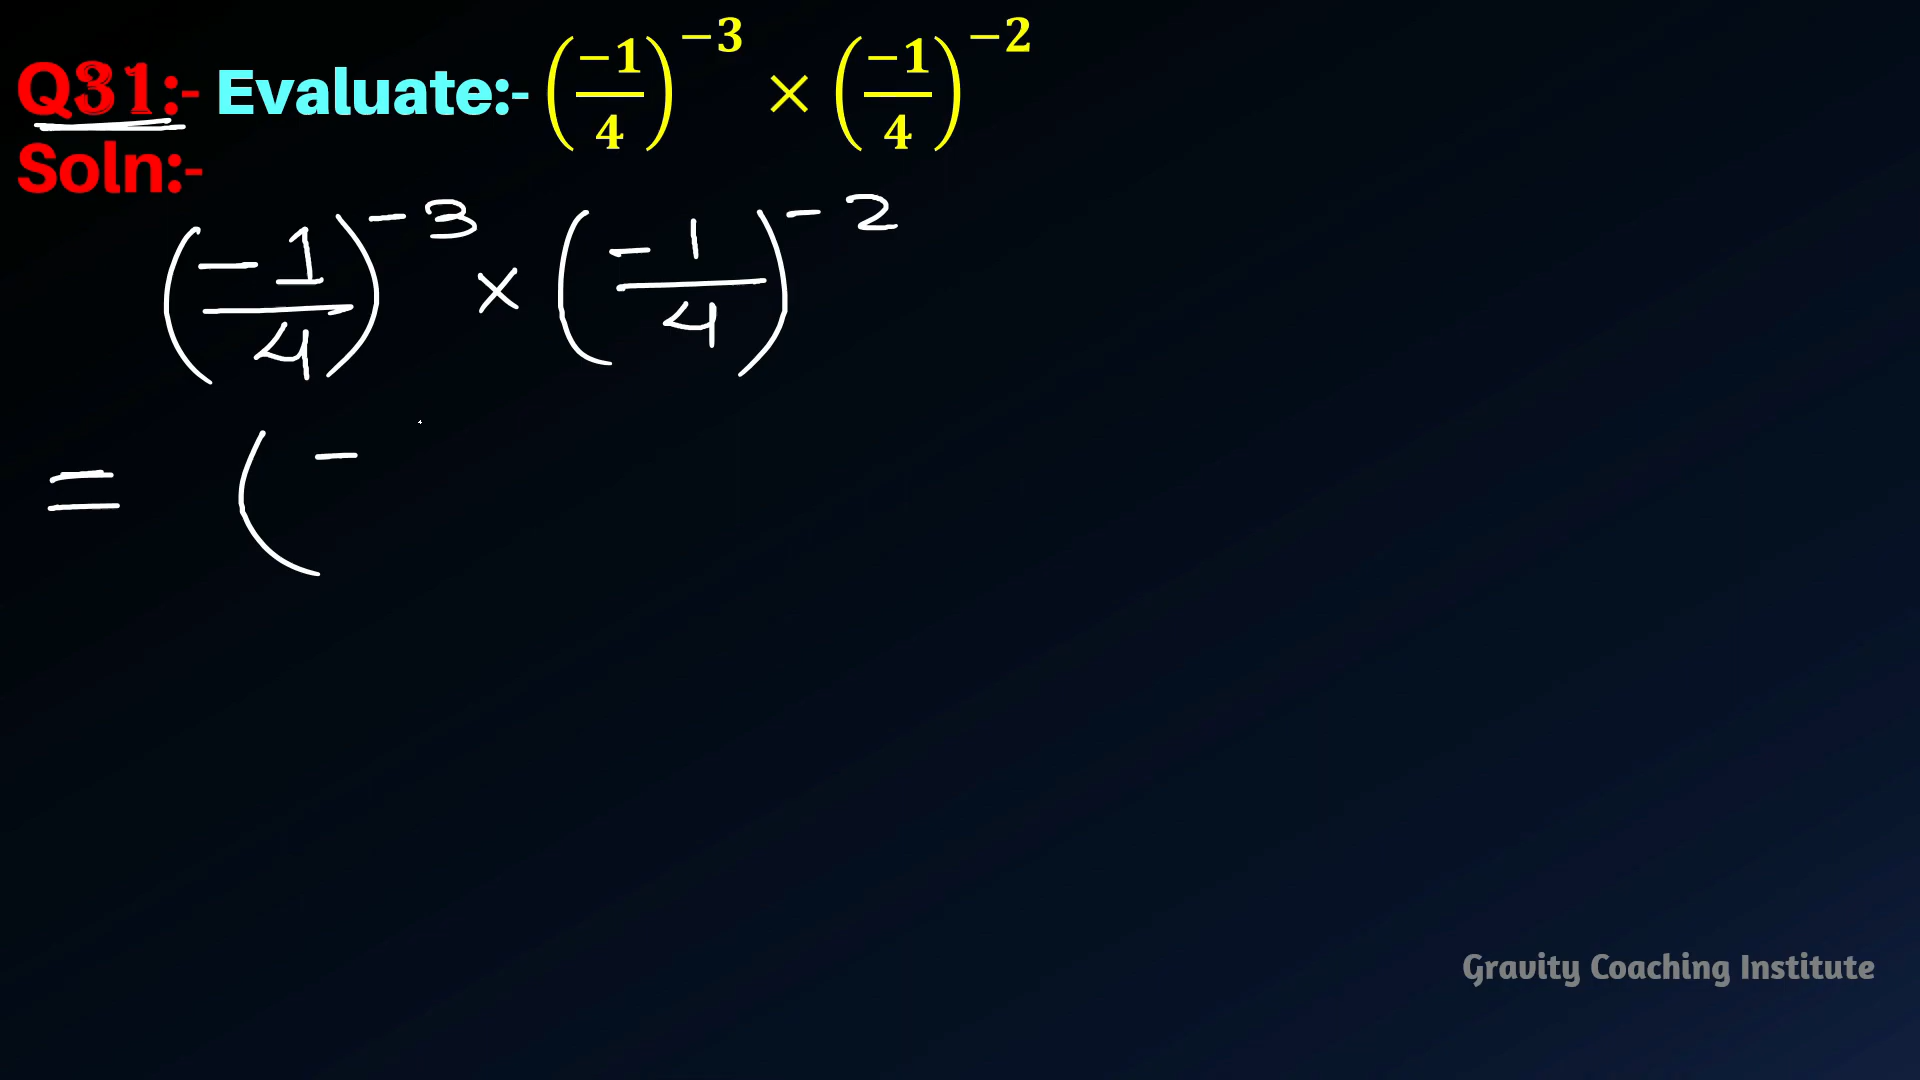 Q31:- Evaluate:- (−1/4)^−3 × (−1/4)^−2
Soln:-
(−1/4)^−3 × (−1/4)^−2
= (−
Gravity Coaching Institute